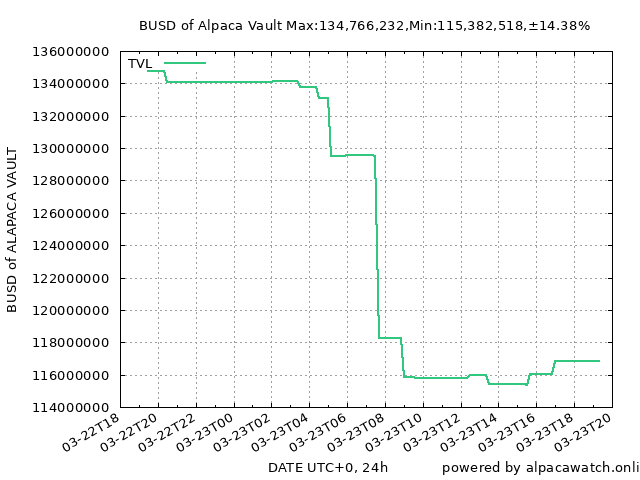 BUSD of Alpaca Vault Max:134,766,232,Min:115,382,518,±14.38%
TVL
136000000
134000000
132000000
130000000
128000000
126000000
124000000
122000000
120000000
118000000
116000000
114000000
BUSD of ALAPACA VAULT
03-22T18
03-22T20
03-22T22
03-23T00
03-23T02
03-23T04
03-23T06
03-23T08
03-23T10
03-23T12
03-23T14
03-23T16
03-23T18
03-23T20
DATE UTC+0, 24h
powered by alpacawatch.onli